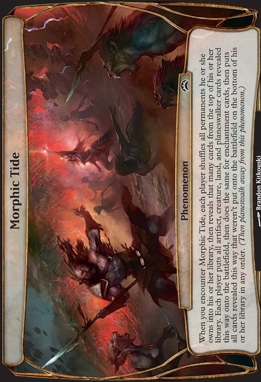 Morphic Tide
Phenomenon
When you encounter Morphic Tide, each player shuffles all permanents he or she
owns into his or her library, then reveals that many cards from the top of his or her
library. Each player puts all artifact, creature, land, and planeswalker cards revealed
this way onto the battlefield, then does the same for enchantment cards, then puts
all cards revealed this way that weren't put onto the battlefield on the bottom of his
or her library in any order. (Then planeswalk away from this phenomenon.)
Brandon Kitkouski